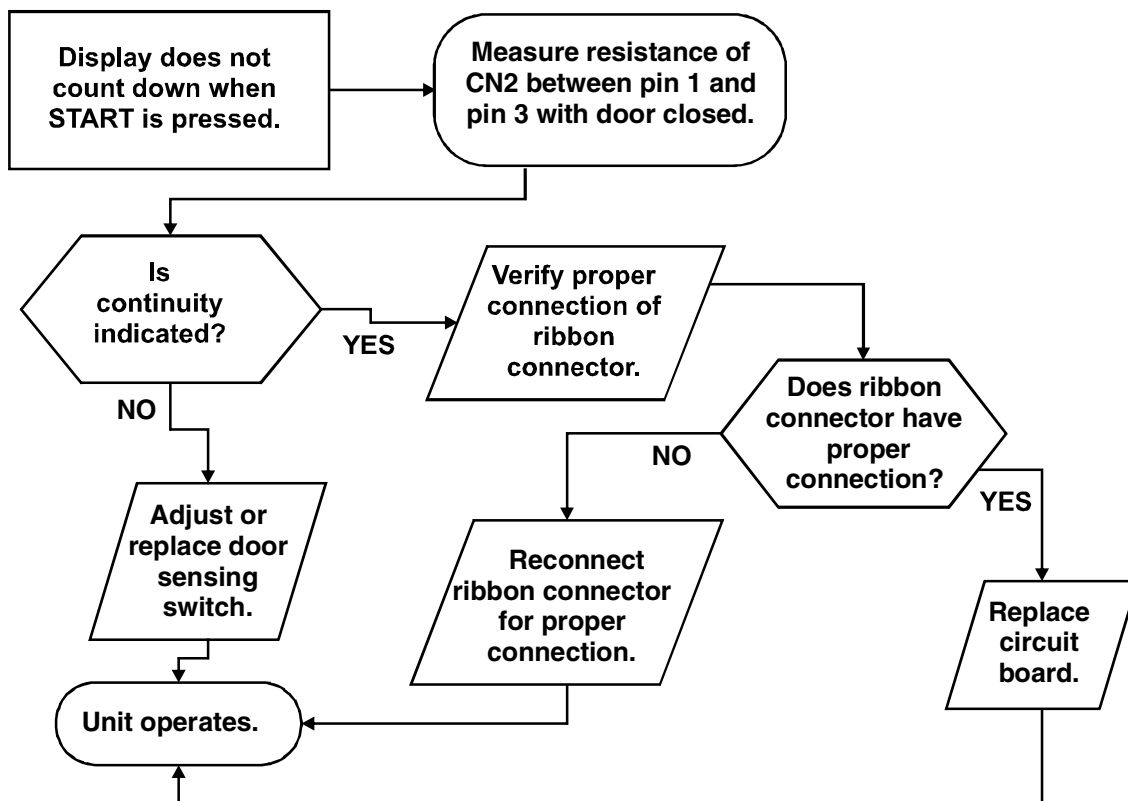 Display does not
count down when
START is pressed.
Measure resistance of
CN2 between pin 1 and
pin 3 with door closed.
Is
continuity
indicated?
YES
Verify proper
connection of
ribbon
connector.
Does ribbon
connector have
proper
connection?
NO
NO
YES
Adjust or
replace door
sensing
switch.
Reconnect
ribbon connector
for proper
connection.
Replace
circuit
board.
Unit operates.